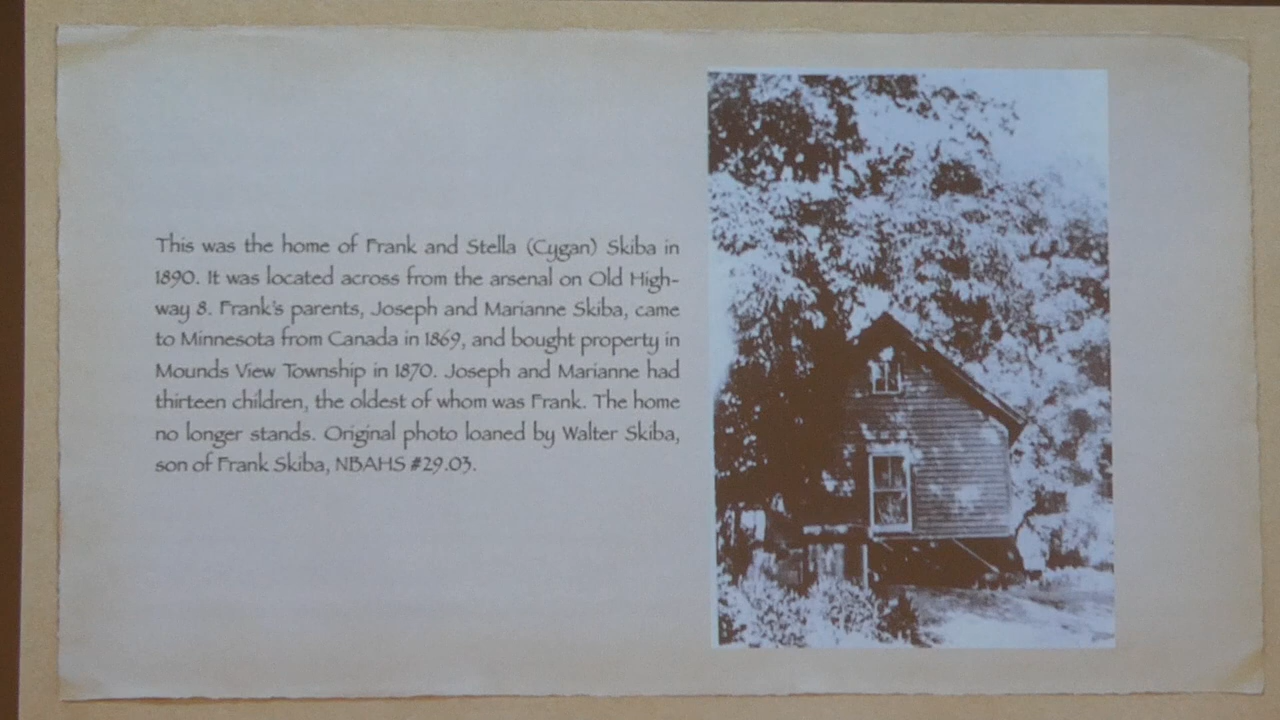 This was the home of Frank and Stella (Cygan) Skiba in
1890. It was located across from the arsenal on Old High-
way 8. Frank's parents, Joseph and Marianne Skiba, came
to Minnesota from Canada in 1869, and bought property in
Mounds View Township in 1870. Joseph and Marianne had
thirteen children, the oldest of whom was Frank. The home
no longer stands. Original photo loaned by Walter Skiba,
son of Frank Skiba, NBAHS #29.03.